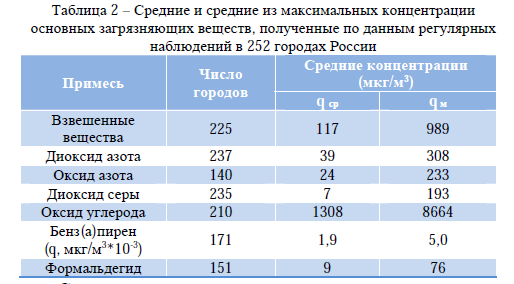 Таблица 2 – Средние и средние из максимальных концентрации
основных загрязняющих веществ, полученные по данным регулярных
наблюдений в 252 городах России
Примесь
Число
городов
Средние концентрации
(мкг/м³)
q ср
q м
Взвешенные
вещества
225 117 989
Диоксид азота 237 39 308
Оксид азота 140 24 233
Диоксид серы 235 7 193
Оксид углерода 210 1308 8664
Бенз(а)пирен
(q, мкг/м³*10⁻³)
171 1,9 5,0
Формальдегид 151 9 76